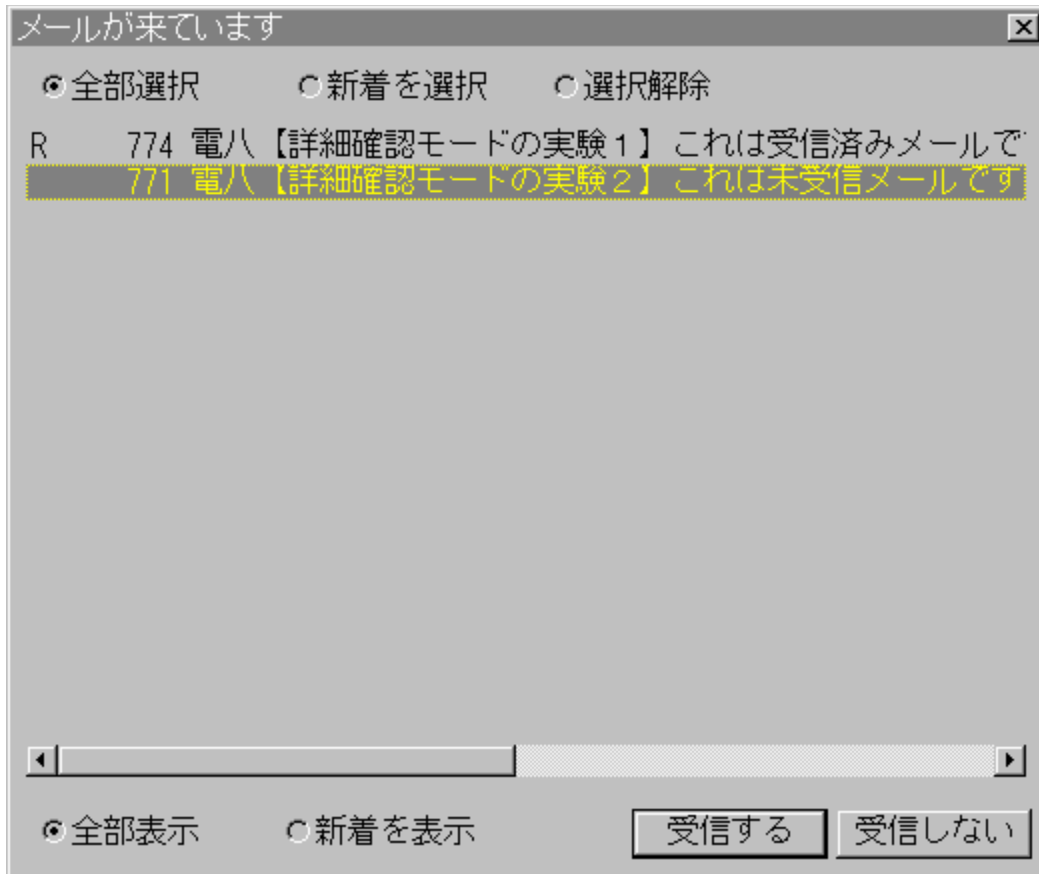 メールが来ています
全部選択 新着を選択 選択解除
R 774 電八【詳細確認モードの実験1】これは受信済みメールで
771 電八【詳細確認モードの実験2】これは未受信メールです
全部表示 新着を表示 受信する 受信しない